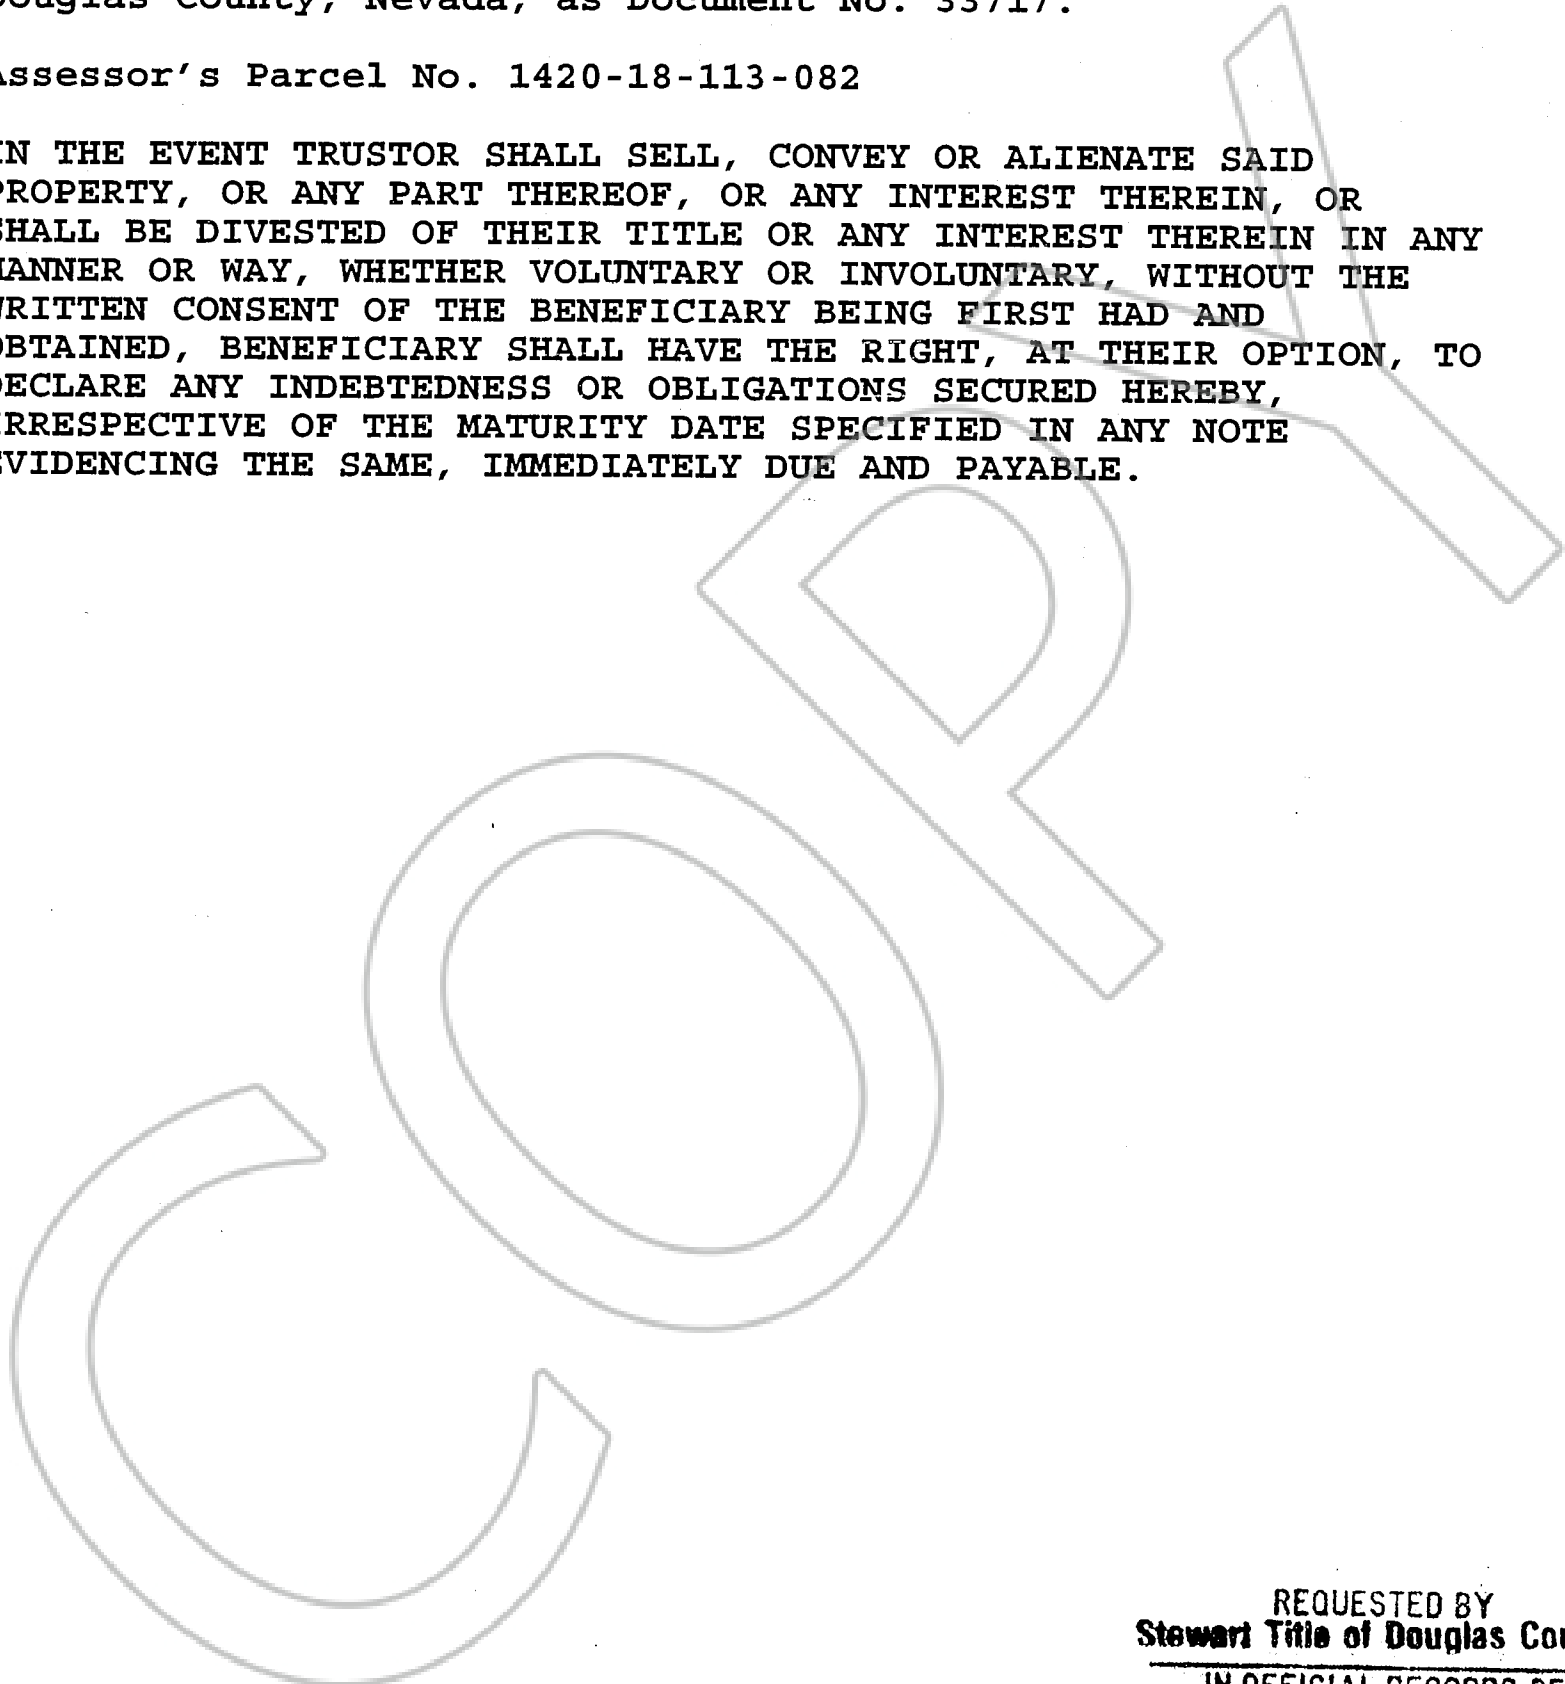 Douglas County, Nevada, as Document No. 33717.
Assessor's Parcel No. 1420-18-113-082
IN THE EVENT TRUSTOR SHALL SELL, CONVEY OR ALIENATE SAID
PROPERTY, OR ANY PART THEREOF, OR ANY INTEREST THEREIN, OR
SHALL BE DIVESTED OF THEIR TITLE OR ANY INTEREST THEREIN IN ANY
MANNER OR WAY, WHETHER VOLUNTARY OR INVOLUNTARY, WITHOUT THE
WRITTEN CONSENT OF THE BENEFICIARY BEING FIRST HAD AND
OBTAINED, BENEFICIARY SHALL HAVE THE RIGHT, AT THEIR OPTION, TO
DECLARE ANY INDEBTEDNESS OR OBLIGATIONS SECURED HEREBY,
IRRESPECTIVE OF THE MATURITY DATE SPECIFIED IN ANY NOTE
EVIDENCING THE SAME, IMMEDIATELY DUE AND PAYABLE.
COPY
REQUESTED BY
Stewart Title of Douglas Cou
IN OFFICIAL RECORDS OF